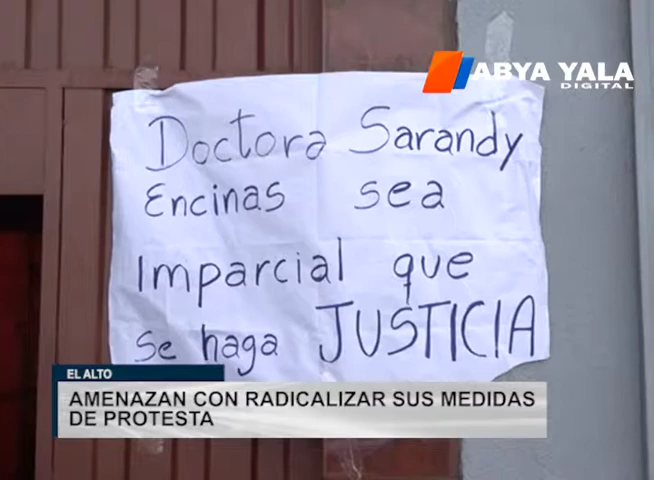 ABYA YALA
DIGITAL
Doctora Sarandy
Encinas sea
Imparcial que
se haga JUSTICIA
EL ALTO
AMENAZAN CON RADICALIZAR SUS MEDIDAS
DE PROTESTA